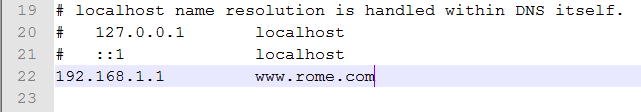 19 # localhost name resolution is handled within DNS itself.
20 #   127.0.0.1       localhost
21 #   ::1             localhost
22 192.168.1.1         www.rome.com
23